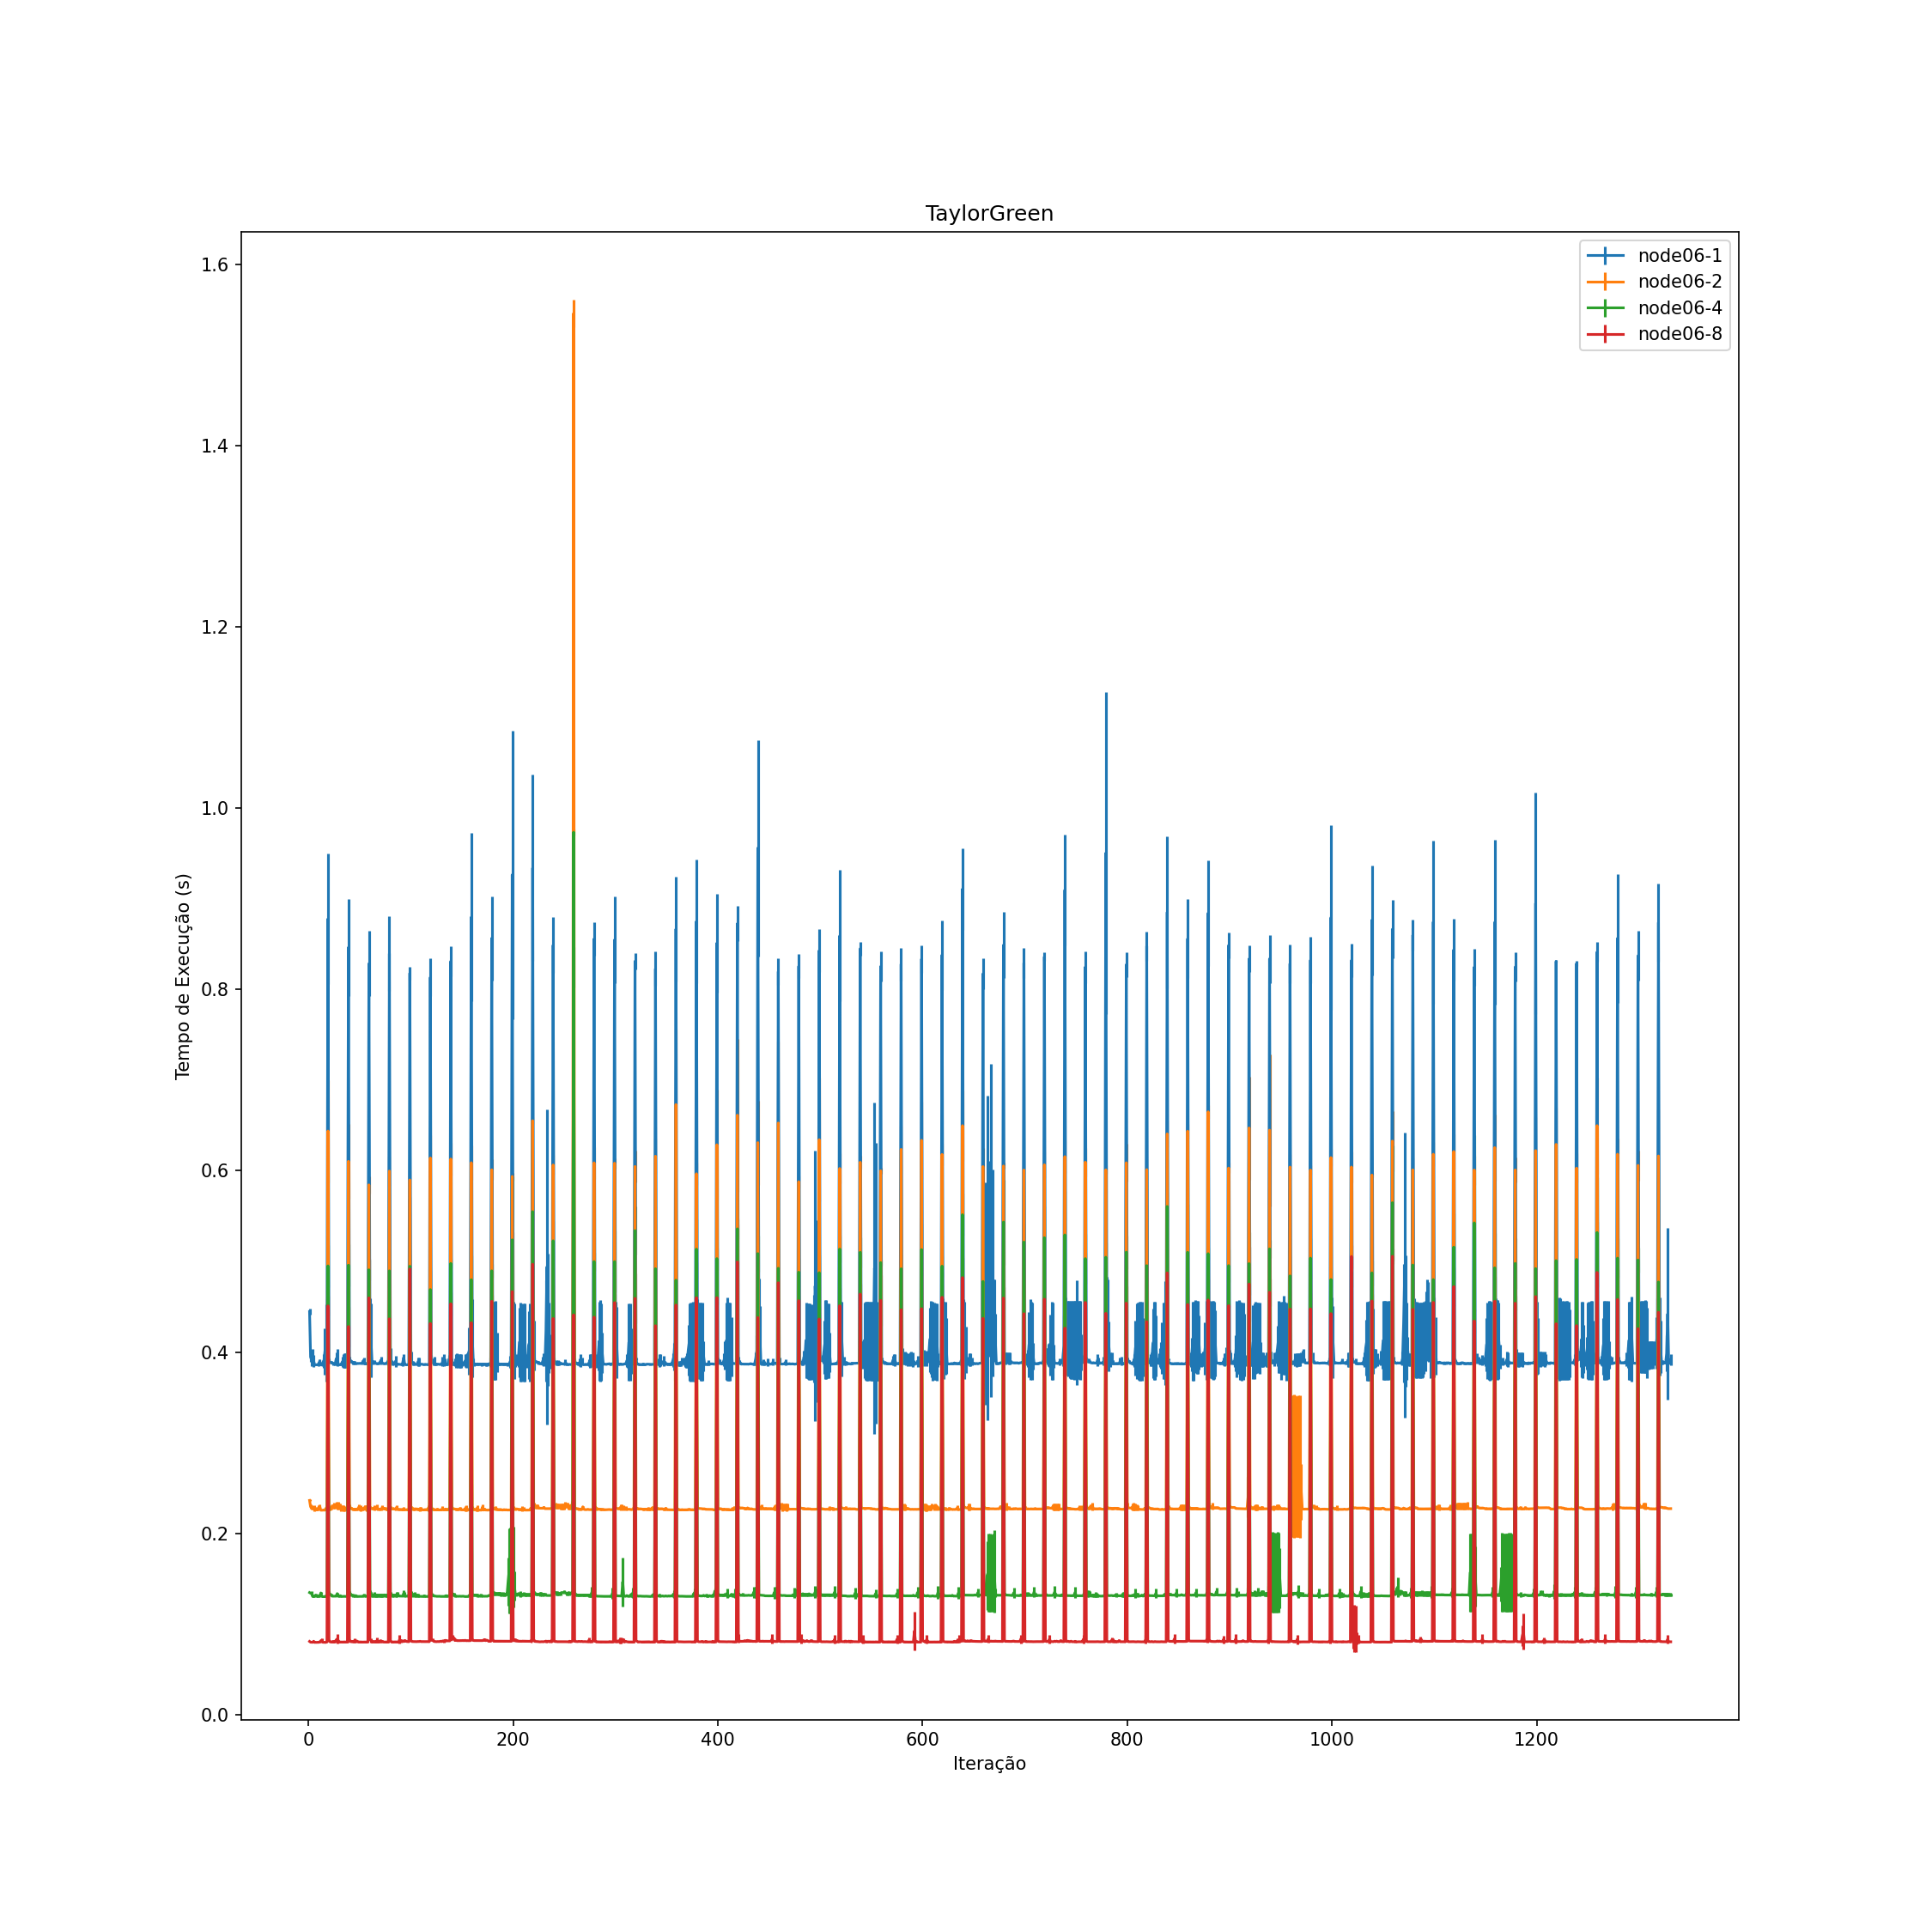 TaylorGreen
node06-1
node06-2
node06-4
node06-8
Tempo de Execução (s)
1.6
1.4
1.2
1.0
0.8
0.6
0.4
0.2
0.0
0 200 400 600 800 1000 1200
Iteração